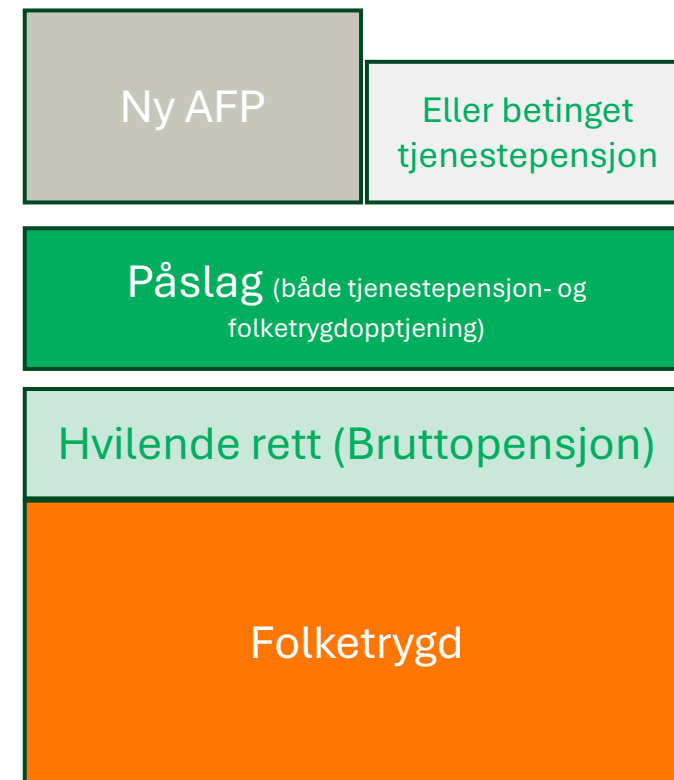 Ny AFP
Eller betinget
tjenestepensjon
Påslag (både tjenestepensjon- og
folketrygdopptjening)
Hvilende rett (Bruttopensjon)
Folketrygd